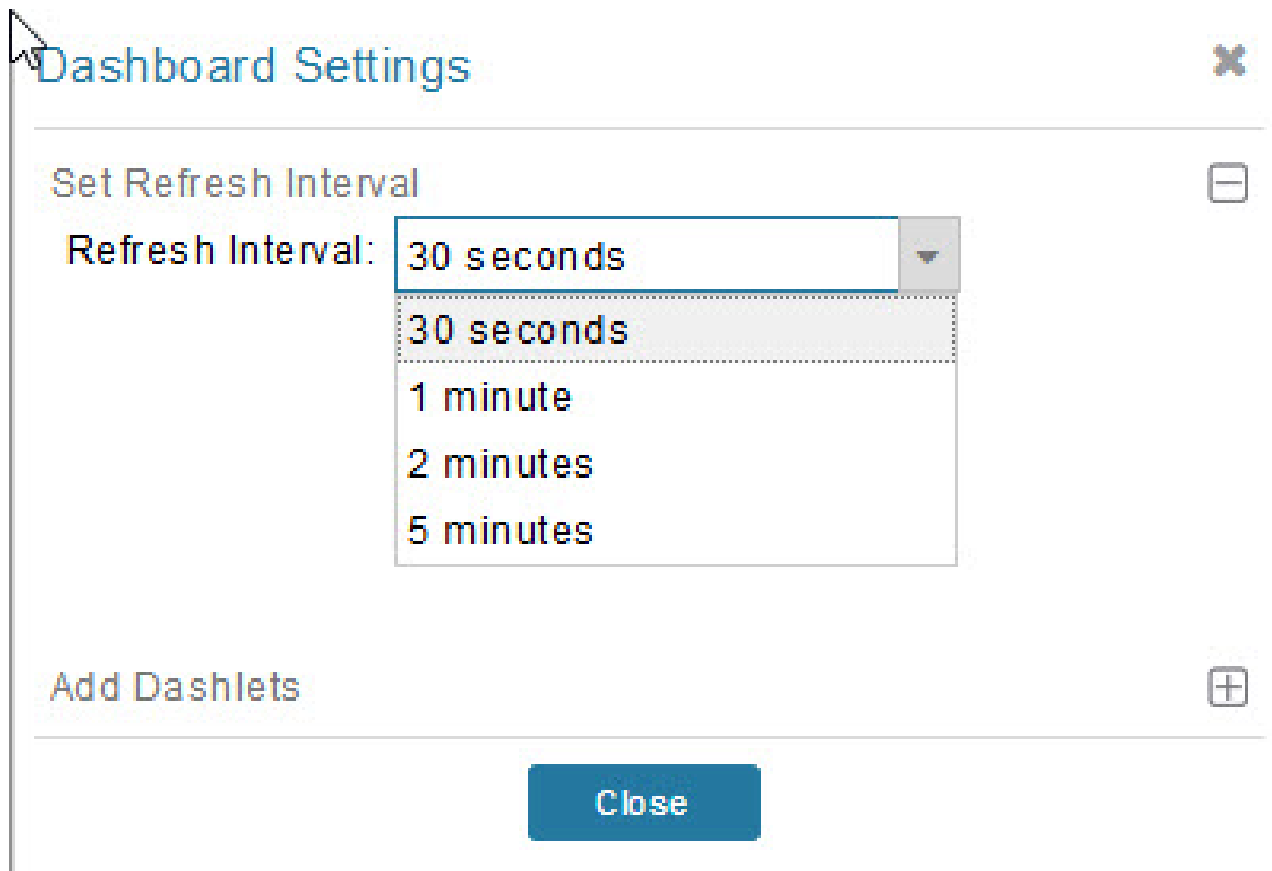 Dashboard Settings
Set Refresh Interval
Refresh Interval: 30 seconds
30 seconds
1 minute
2 minutes
5 minutes
Add Dashlets
Close